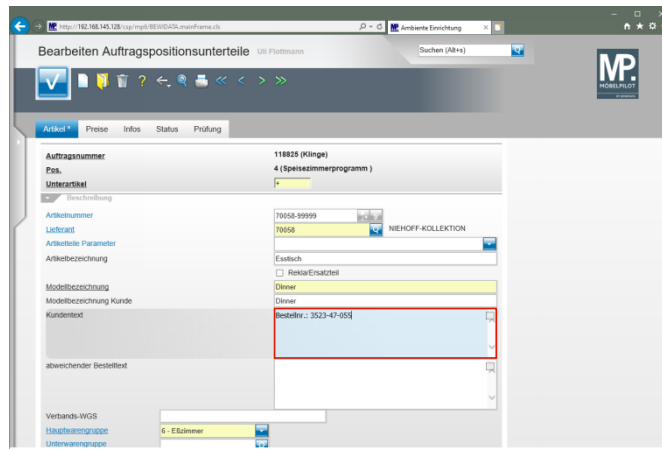 http://192.168.145.128/csp/mp8/BEWIDATA.mainFrame.cls
Ambiente Einrichtung
Bearbeiten Auftragspositionsunterteile Uli Flottmann
Suchen (Alt+s)
MP.
MÖBELPILOT
Artikel * Preise Infos Status Prüfung
Auftragsnummer 118825 (Klinge)
Pos. 4 (Speisezimmerprogramm )
Unterartikel +
Beschreibung
Artikelnummer 70058-99999
Lieferant 70058 NIEHOFF-KOLLEKTION
Artikelteile Parameter
Artikelbezeichnung Esstisch
ReklarErsatzteil
Modellbezeichnung Dinner
Modellbezeichnung Kunde Dinner
Kundentext Bestellnr.: 3523-47-055
abweichender Bestelltext
Verbands-WGS
Hauptwarengruppe 6 - Eßzimmer
Unterwarengruppe